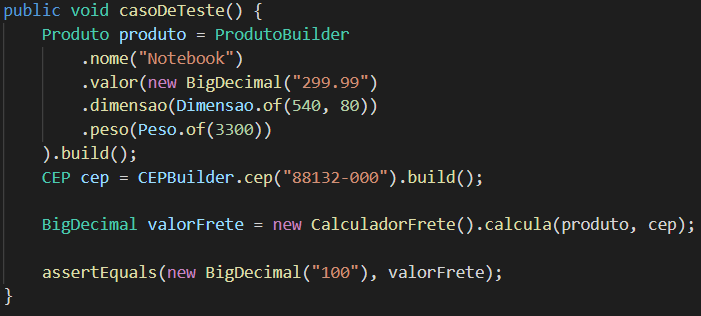 public void casoDeTeste() {
    Produto produto = ProdutoBuilder
        .nome("Notebook")
        .valor(new BigDecimal("299.99")
        .dimensao(Dimensao.of(540, 80))
        .peso(Peso.of(3300))
    ).build();
    CEP cep = CEPBuilder.cep("88132-000").build();
    BigDecimal valorFrete = new CalculadorFrete().calcula(produto, cep);
    assertEquals(new BigDecimal("100"), valorFrete);
}